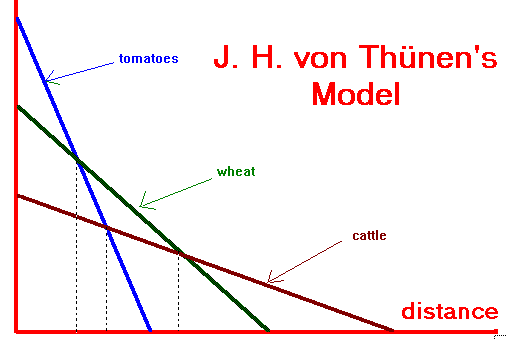 J. H. von Thünen's
Model
tomatoes
wheat
cattle
distance